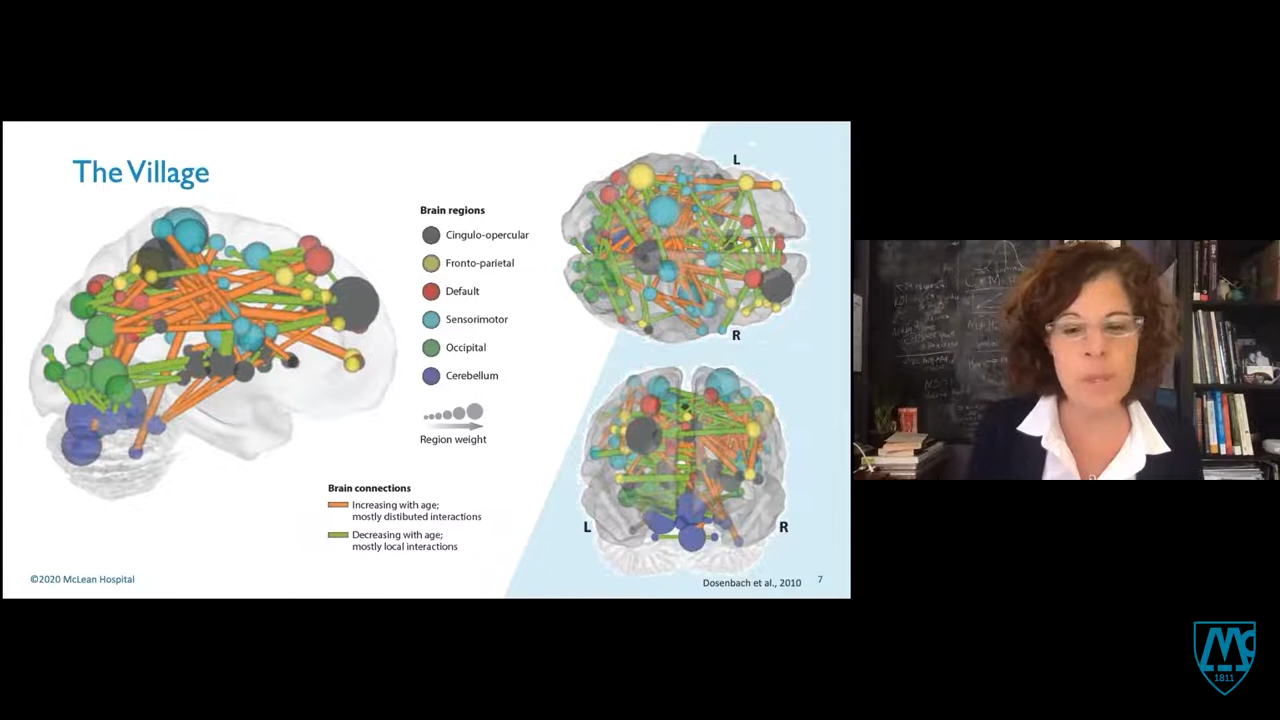 The Village
L
Brain regions
Cingulo-opercular
Fronto-parietal
Default
Sensorimotor
Occipital
Cerebellum
R
Region weight
Brain connections
Increasing with age;
mostly distibuted interactions
Decreasing with age;
mostly local interactions
L
R
©2020 McLean Hospital
Dosenbach et al., 2010
7
Mc
1811